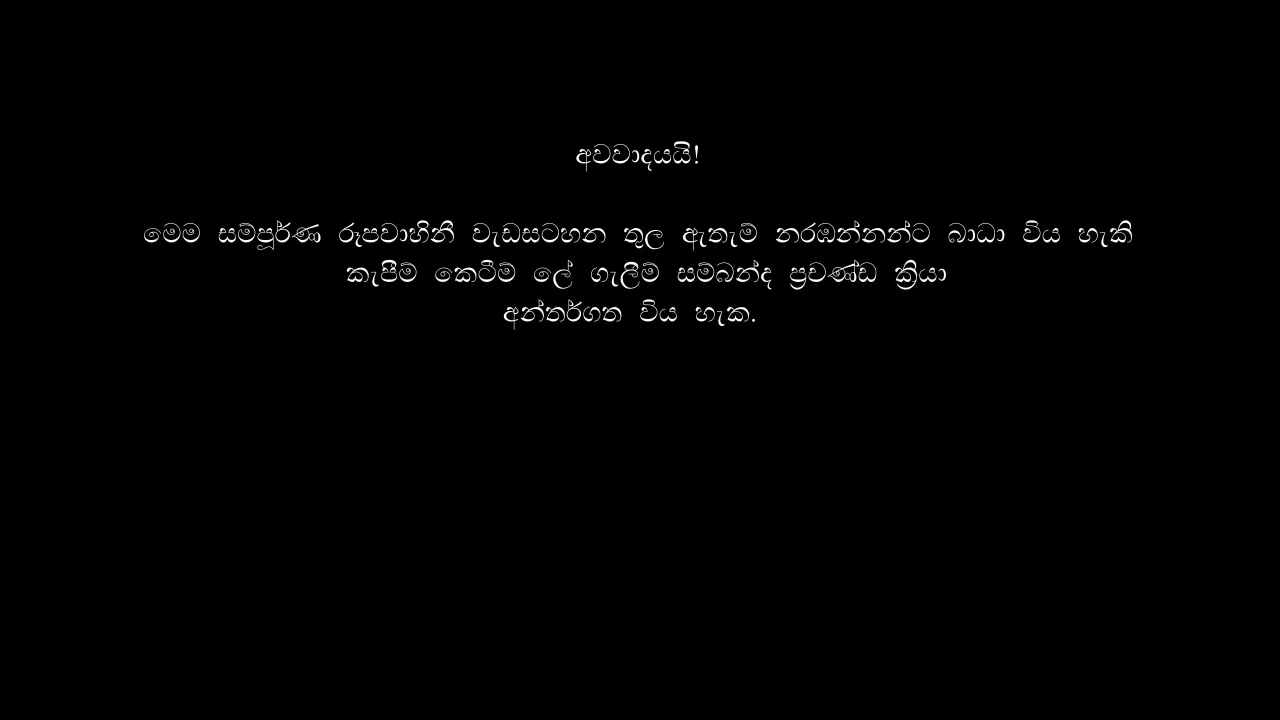 අවවාදයයි!
මෙම සම්පූර්ණ රූපවාහිනී වැඩසටහන තුල ඇතැම් නරඹන්නන්ට බාධා විය හැකි
කැපීම් කෙටීම් ලේ ගැලීම් සම්බන්ද ප්‍රචණ්ඩ ක්‍රියා
අන්තර්ගත විය හැක.